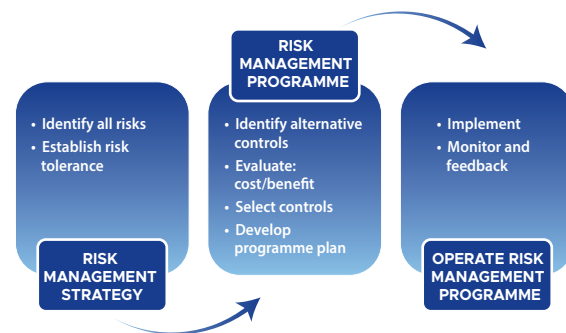 • Identify all risks
• Establish risk
tolerance
RISK
MANAGEMENT
STRATEGY
RISK
MANAGEMENT
PROGRAMME
• Identify alternative
controls
• Evaluate:
cost/benefit
• Select controls
• Develop
programme plan
• Implement
• Monitor and
feedback
OPERATE RISK
MANAGEMENT
PROGRAMME